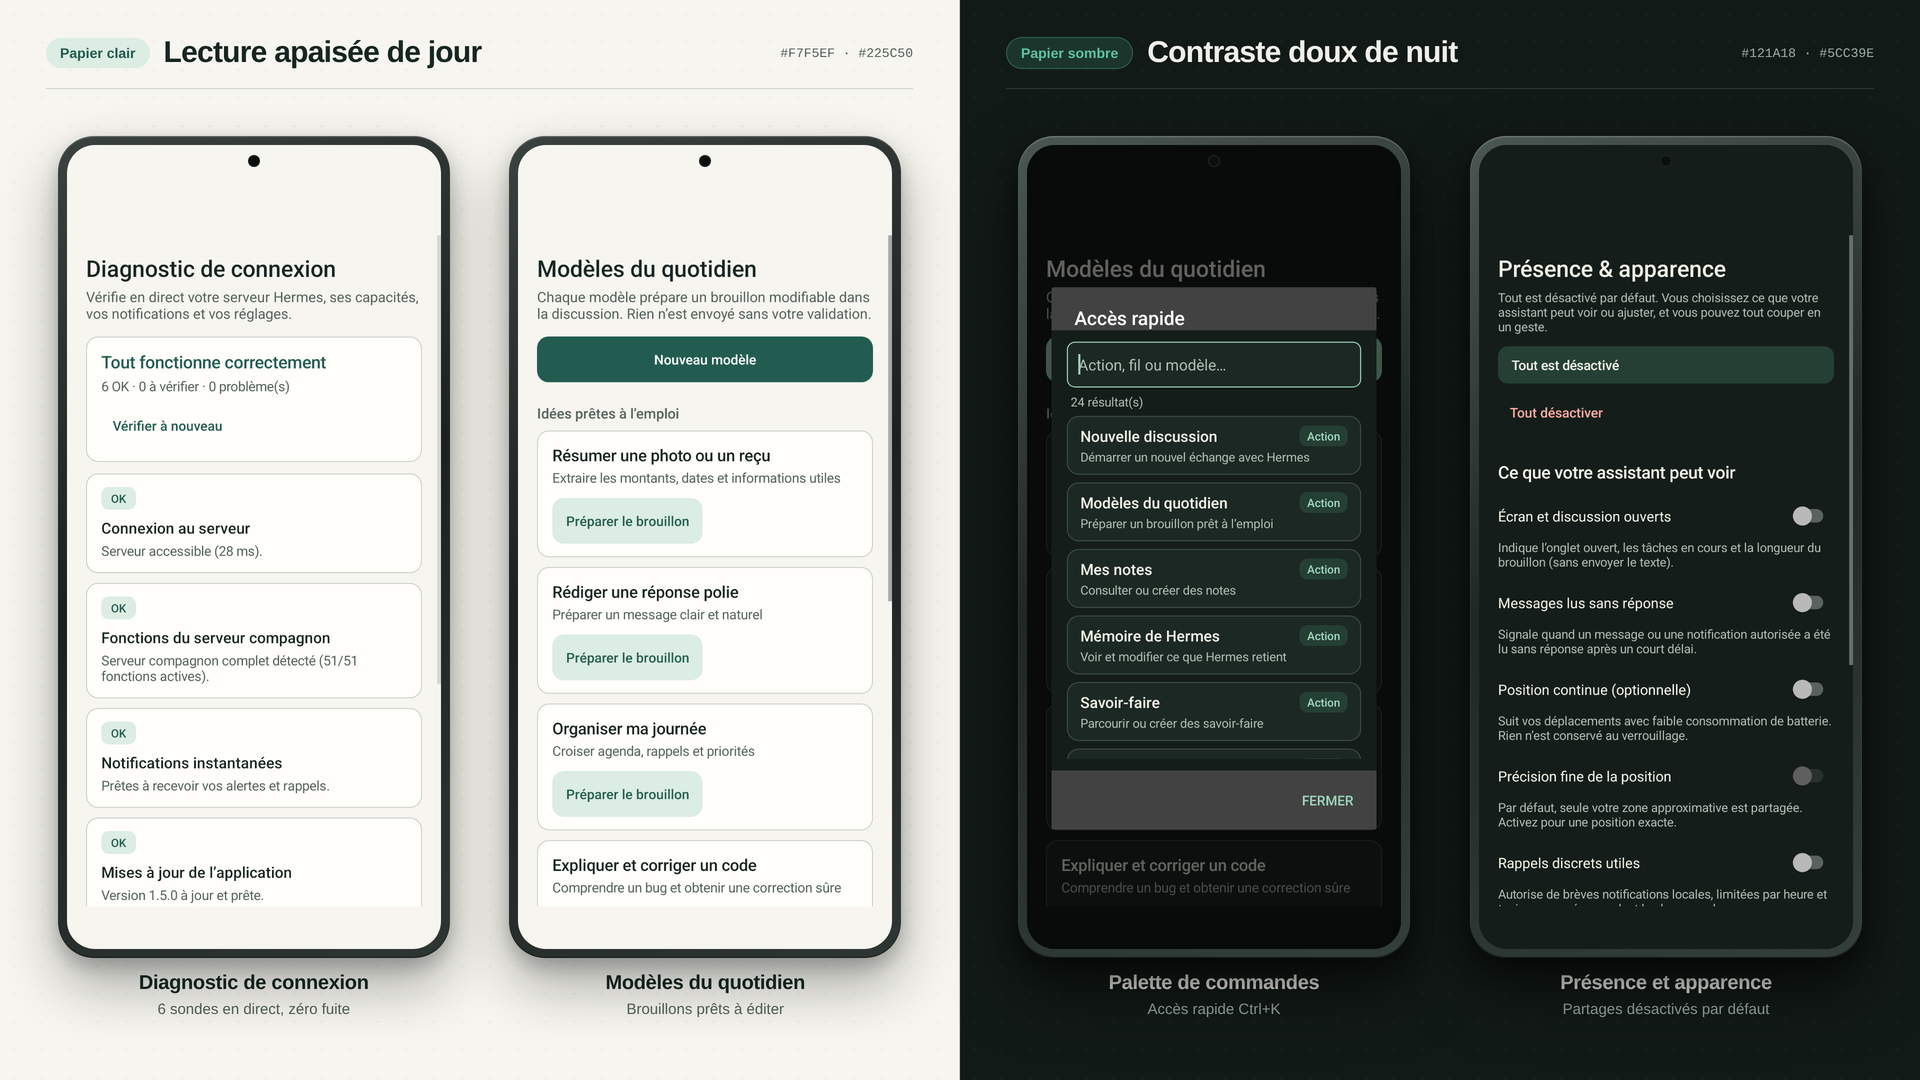 Papier clair
Lecture apaisée de jour
#F7F5EF · #225C50
Diagnostic de connexion
Vérifie en direct votre serveur Hermes, ses capacités,
vos notifications et vos réglages.
Tout fonctionne correctement
6 OK · 0 à vérifier · 0 problème(s)
Vérifier à nouveau
OK
Connexion au serveur
Serveur accessible (28 ms).
OK
Fonctions du serveur compagnon
Serveur compagnon complet détecté (51/51
fonctions actives).
OK
Notifications instantanées
Prêtes à recevoir vos alertes et rappels.
OK
Mises à jour de l’application
Version 1.5.0 à jour et prête.
Diagnostic de connexion
6 sondes en direct, zéro fuite
Modèles du quotidien
Chaque modèle prépare un brouillon modifiable dans
la discussion. Rien n’est envoyé sans votre validation.
Nouveau modèle
Idées prêtes à l’emploi
Résumer une photo ou un reçu
Extraire les montants, dates et informations utiles
Préparer le brouillon
Rédiger une réponse polie
Préparer un message clair et naturel
Préparer le brouillon
Organiser ma journée
Croiser agenda, rappels et priorités
Préparer le brouillon
Expliquer et corriger un code
Comprendre un bug et obtenir une correction sûre
Modèles du quotidien
Brouillons prêts à éditer
Papier sombre
Contraste doux de nuit
#121A18 · #5CC39E
Modèles du quotidien
Accès rapide
Action, fil ou modèle…
24 résultat(s)
Nouvelle discussion
Action
Démarrer un nouvel échange avec Hermes
Modèles du quotidien
Action
Préparer un brouillon prêt à l’emploi
Mes notes
Action
Consulter ou créer des notes
Mémoire de Hermes
Action
Voir et modifier ce que Hermes retient
Savoir-faire
Action
Parcourir ou créer des savoir-faire
FERMER
Expliquer et corriger un code
Comprendre un bug et obtenir une correction sûre
Palette de commandes
Accès rapide Ctrl+K
Présence & apparence
Tout est désactivé par défaut. Vous choisissez ce que votre
assistant peut voir ou ajuster, et vous pouvez tout couper en
un geste.
Tout est désactivé
Tout désactiver
Ce que votre assistant peut voir
Écran et discussion ouverts
Indique l’onglet ouvert, les tâches en cours et la longueur du
brouillon (sans envoyer le texte).
Messages lus sans réponse
Signale quand un message ou une notification autorisée a été
lu sans réponse après un court délai.
Position continue (optionnelle)
Suit vos déplacements avec faible consommation de batterie.
Rien n’est conservé au verrouillage.
Précision fine de la position
Par défaut, seule votre zone approximative est partagée.
Activez pour une position exacte.
Rappels discrets utiles
Autorise de brèves notifications locales, limitées par heure et
Présence et apparence
Partages désactivés par défaut